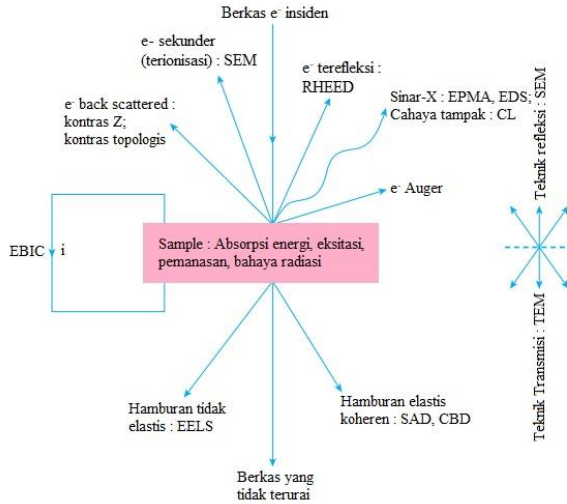 Berkas e⁻ insiden
e- sekunder
(terionisasi) : SEM
e⁻ terefleksi :
RHEED
e⁻ back scattered :
kontras Z;
kontras topologis
Sinar-X : EPMA, EDS;
Cahaya tampak : CL
e⁻ Auger
EBIC
i
Sample : Absorpsi energi, eksitasi,
pemanasan, bahaya radiasi
Hamburan tidak
elastis : EELS
Hamburan elastis
koheren : SAD, CBD
Berkas yang
tidak terurai
Teknik refleksi : SEM
Teknik Transmisi : TEM